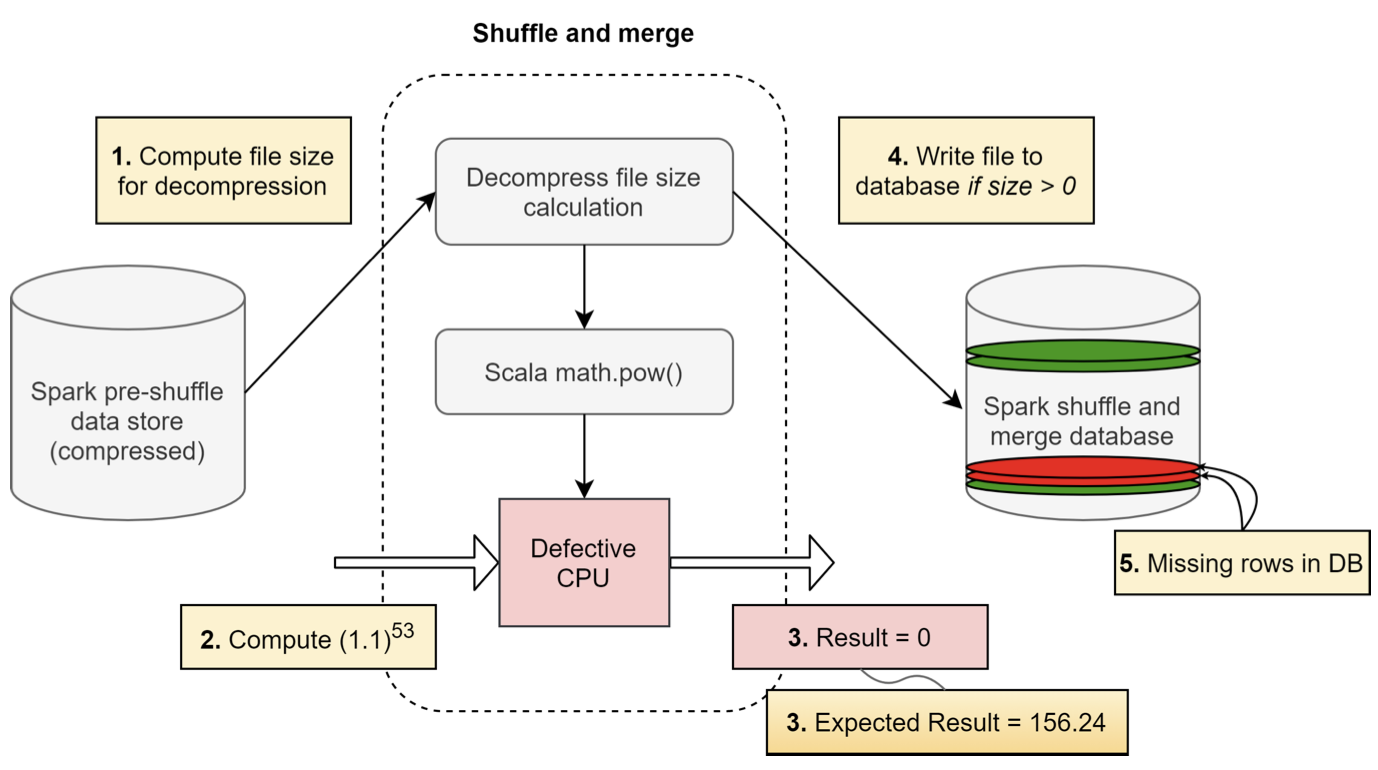 Shuffle and merge
1. Compute file size
for decompression
Decompress file size
calculation
4. Write file to
database if size > 0
Spark pre-shuffle
data store
(compressed)
Scala math.pow()
Spark shuffle and
merge database
Defective
CPU
5. Missing rows in DB
2. Compute (1.1)⁵³
3. Result = 0
3. Expected Result = 156.24